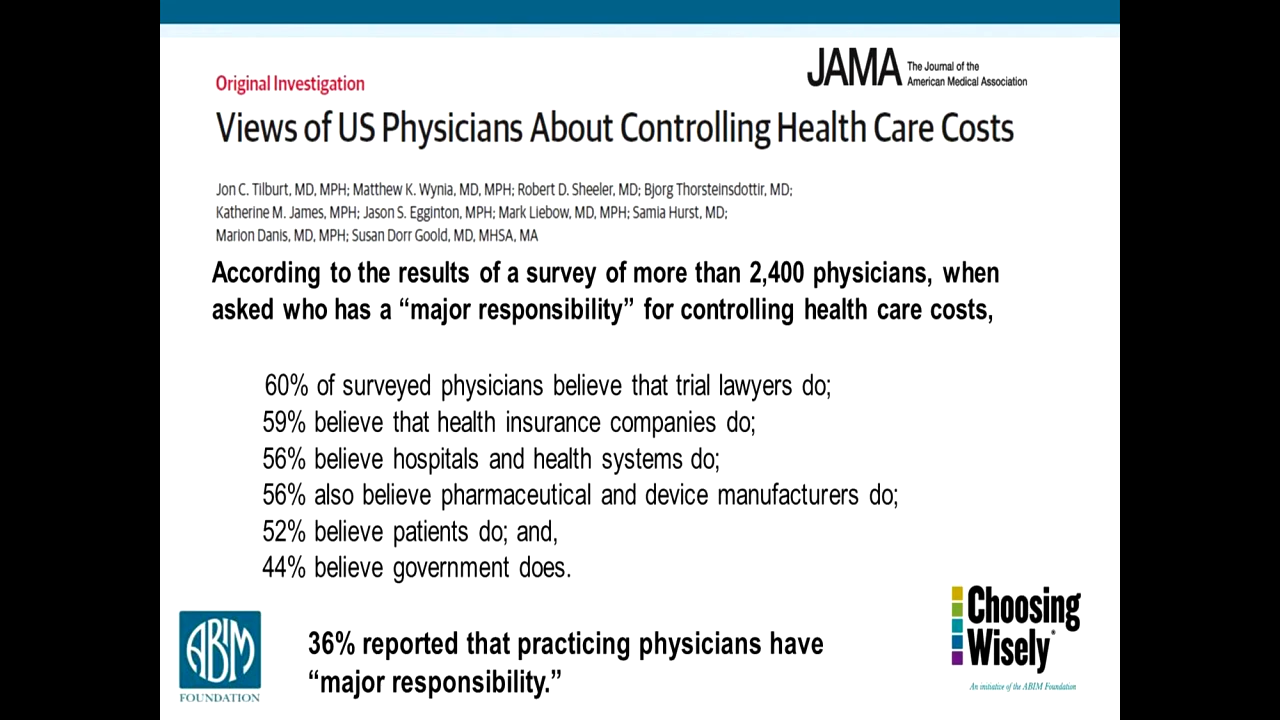 Original Investigation
JAMA The Journal of the
American Medical Association
Views of US Physicians About Controlling Health Care Costs
Jon C. Tilburt, MD, MPH; Matthew K. Wynia, MD, MPH; Robert D. Sheeler, MD; Bjorg Thorsteinsdottir, MD;
Katherine M. James, MPH; Jason S. Egginton, MPH; Mark Liebow, MD, MPH; Samia Hurst, MD;
Marion Danis, MD, MPH; Susan Dorr Goold, MD, MHSA, MA
According to the results of a survey of more than 2,400 physicians, when
asked who has a “major responsibility” for controlling health care costs,
60% of surveyed physicians believe that trial lawyers do;
59% believe that health insurance companies do;
56% believe hospitals and health systems do;
56% also believe pharmaceutical and device manufacturers do;
52% believe patients do; and,
44% believe government does.
36% reported that practicing physicians have
“major responsibility.”
ABIM
FOUNDATION
Choosing
Wisely®
An initiative of the ABIM Foundation